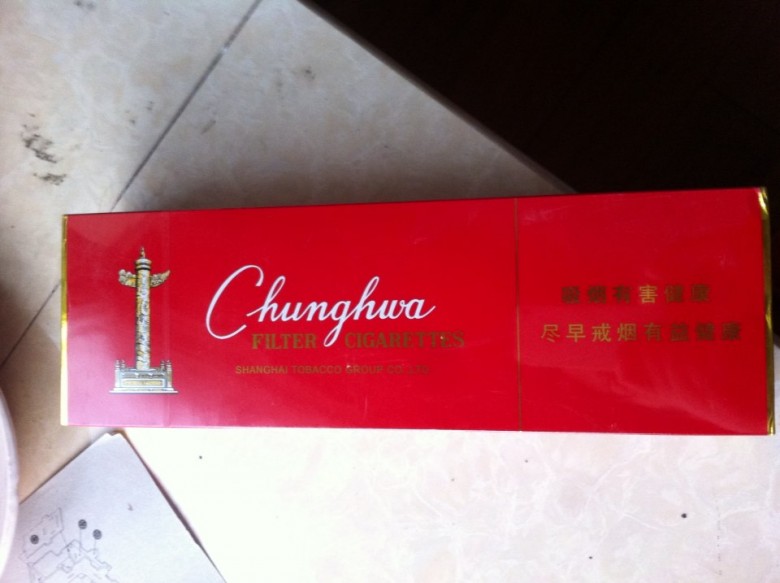 Chunghwa
FILTER CIGARETTES
SHANGHAI TOBACCO GROUP CO., LTD.
有害健康
尽早戒烟有益健康